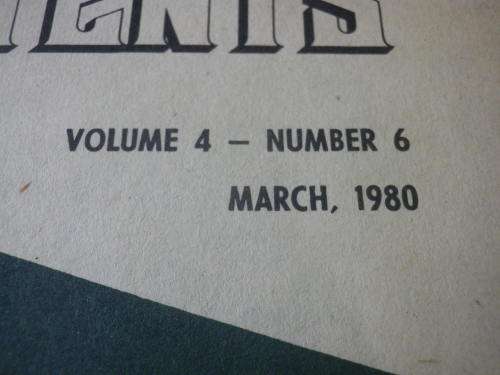 VOLUME 4 – NUMBER 6
MARCH, 1980